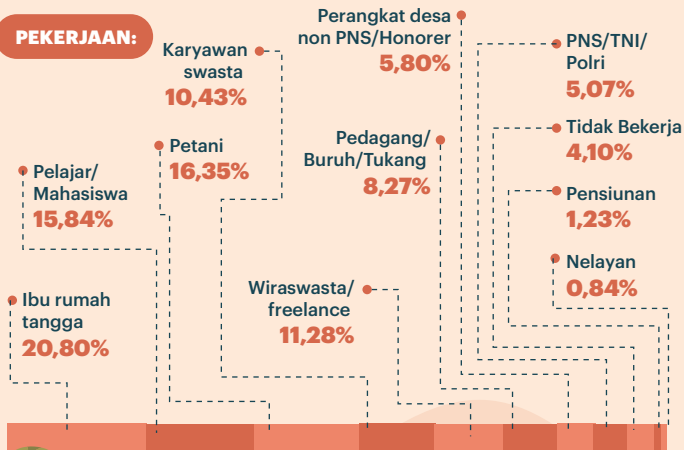 PEKERJAAN:
Ibu rumah
tangga
20,80%
Pelajar/
Mahasiswa
15,84%
Petani
16,35%
Karyawan
swasta
10,43%
Wiraswasta/
freelance
11,28%
Pedagang/
Buruh/Tukang
8,27%
Perangkat desa
non PNS/Honorer
5,80%
PNS/TNI/
Polri
5,07%
Tidak Bekerja
4,10%
Pensiunan
1,23%
Nelayan
0,84%